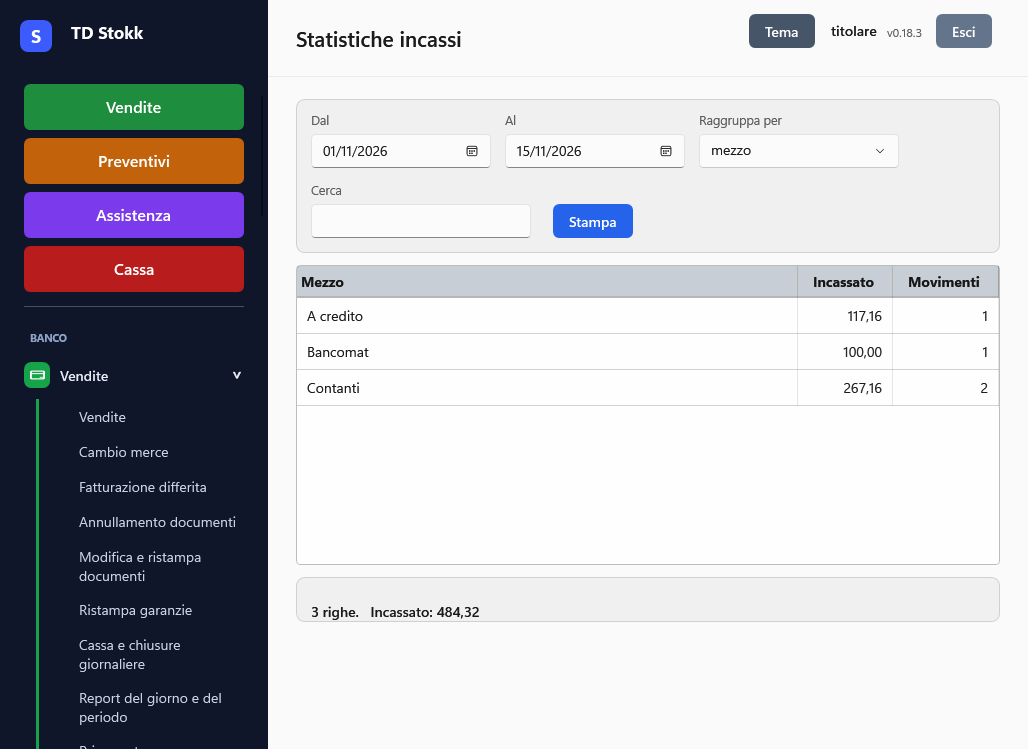 S
TD Stokk
Vendite
Preventivi
Assistenza
Cassa
BANCO
Vendite
Vendite
Cambio merce
Fatturazione differita
Annullamento documenti
Modifica e ristampa
documenti
Ristampa garanzie
Cassa e chiusure
giornaliere
Report del giorno e del
periodo
Statistiche incassi
Tema
titolare
v0.18.3
Esci
Dal
Al
Raggruppa per
01/11/2026
15/11/2026
mezzo
Cerca
Stampa
Mezzo Incassato Movimenti
A credito 117,16 1
Bancomat 100,00 1
Contanti 267,16 2
3 righe. Incassato: 484,32